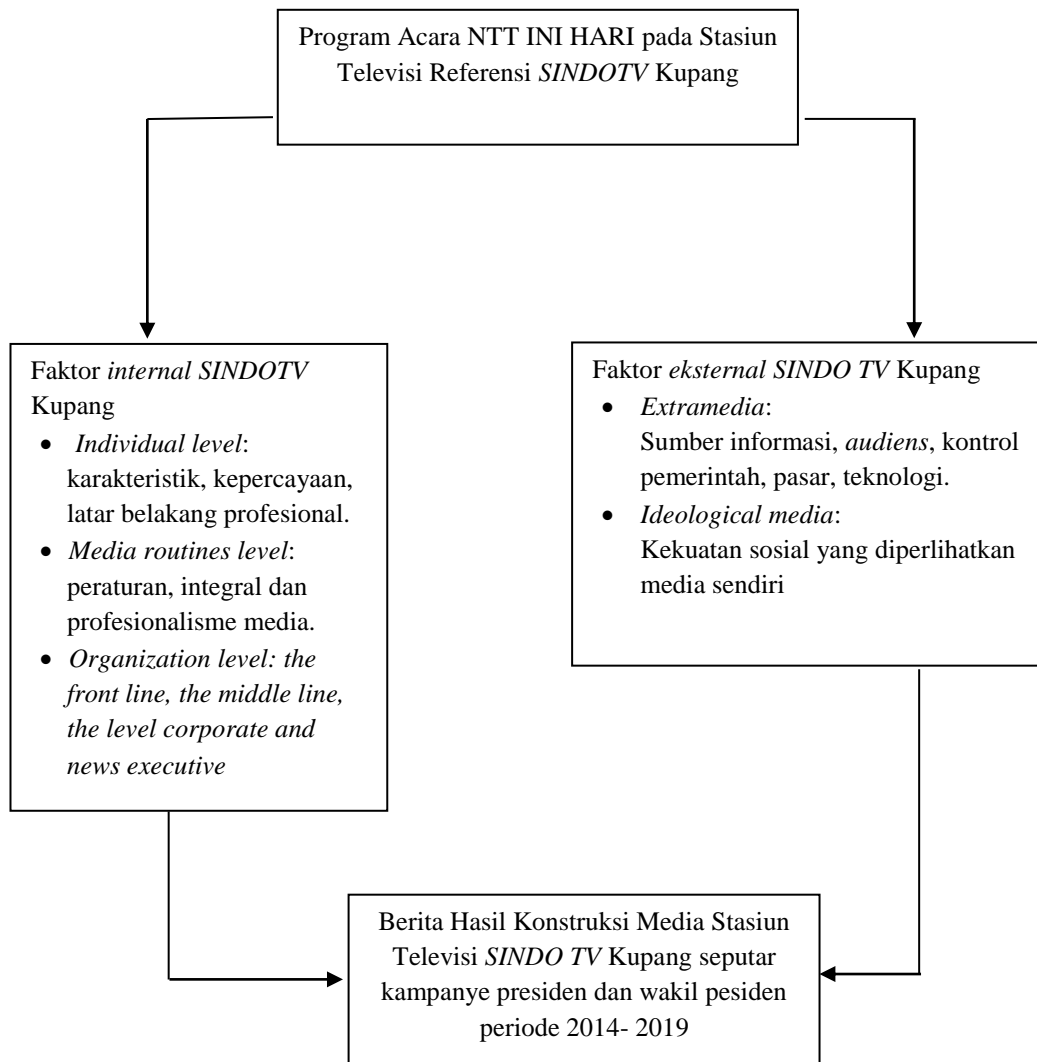 Program Acara NTT INI HARI pada Stasiun
Televisi Referensi SINDOTV Kupang
Faktor internal SINDOTV
Kupang
• Individual level:
karakteristik, kepercayaan,
latar belakang profesional.
• Media routines level:
peraturan, integral dan
profesionalisme media.
• Organization level: the
front line, the middle line,
the level corporate and
news executive
Faktor eksternal SINDO TV Kupang
• Extramedia:
Sumber informasi, audiens, kontrol
pemerintah, pasar, teknologi.
• Ideological media:
Kekuatan sosial yang diperlihatkan
media sendiri
Berita Hasil Konstruksi Media Stasiun
Televisi SINDO TV Kupang seputar
kampanye presiden dan wakil pesiden
periode 2014- 2019